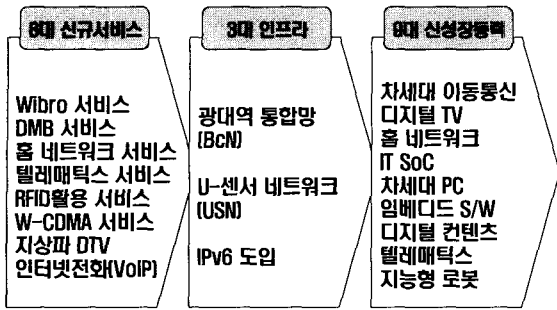 8대 신규서비스
Wibro 서비스
DMB 서비스
홈 네트워크 서비스
텔레매틱스 서비스
RFID활용 서비스
W-CDMA 서비스
지상파 DTV
인터넷전화(VoIP)
3대 인프라
광대역 통합망
(BcN)
U-센서 네트워크
(USN)
IPv6 도입
9대 신성장동력
차세대 이동통신
디지털 TV
홈 네트워크
IT SoC
차세대 PC
임베디드 S/W
디지털 컨텐츠
텔레매틱스
지능형 로봇